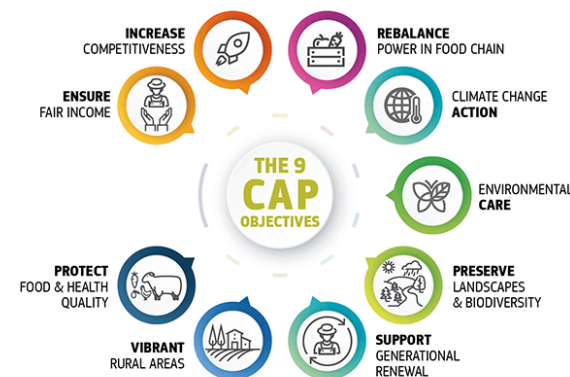 INCREASE
COMPETITIVENESS
REBALANCE
POWER IN FOOD CHAIN
ENSURE
FAIR INCOME
CLIMATE CHANGE
ACTION
THE 9
CAP
OBJECTIVES
ENVIRONMENTAL
CARE
PROTECT
FOOD & HEALTH
QUALITY
PRESERVE
LANDSCAPES
& BIODIVERSITY
VIBRANT
RURAL AREAS
SUPPORT
GENERATIONAL
RENEWAL